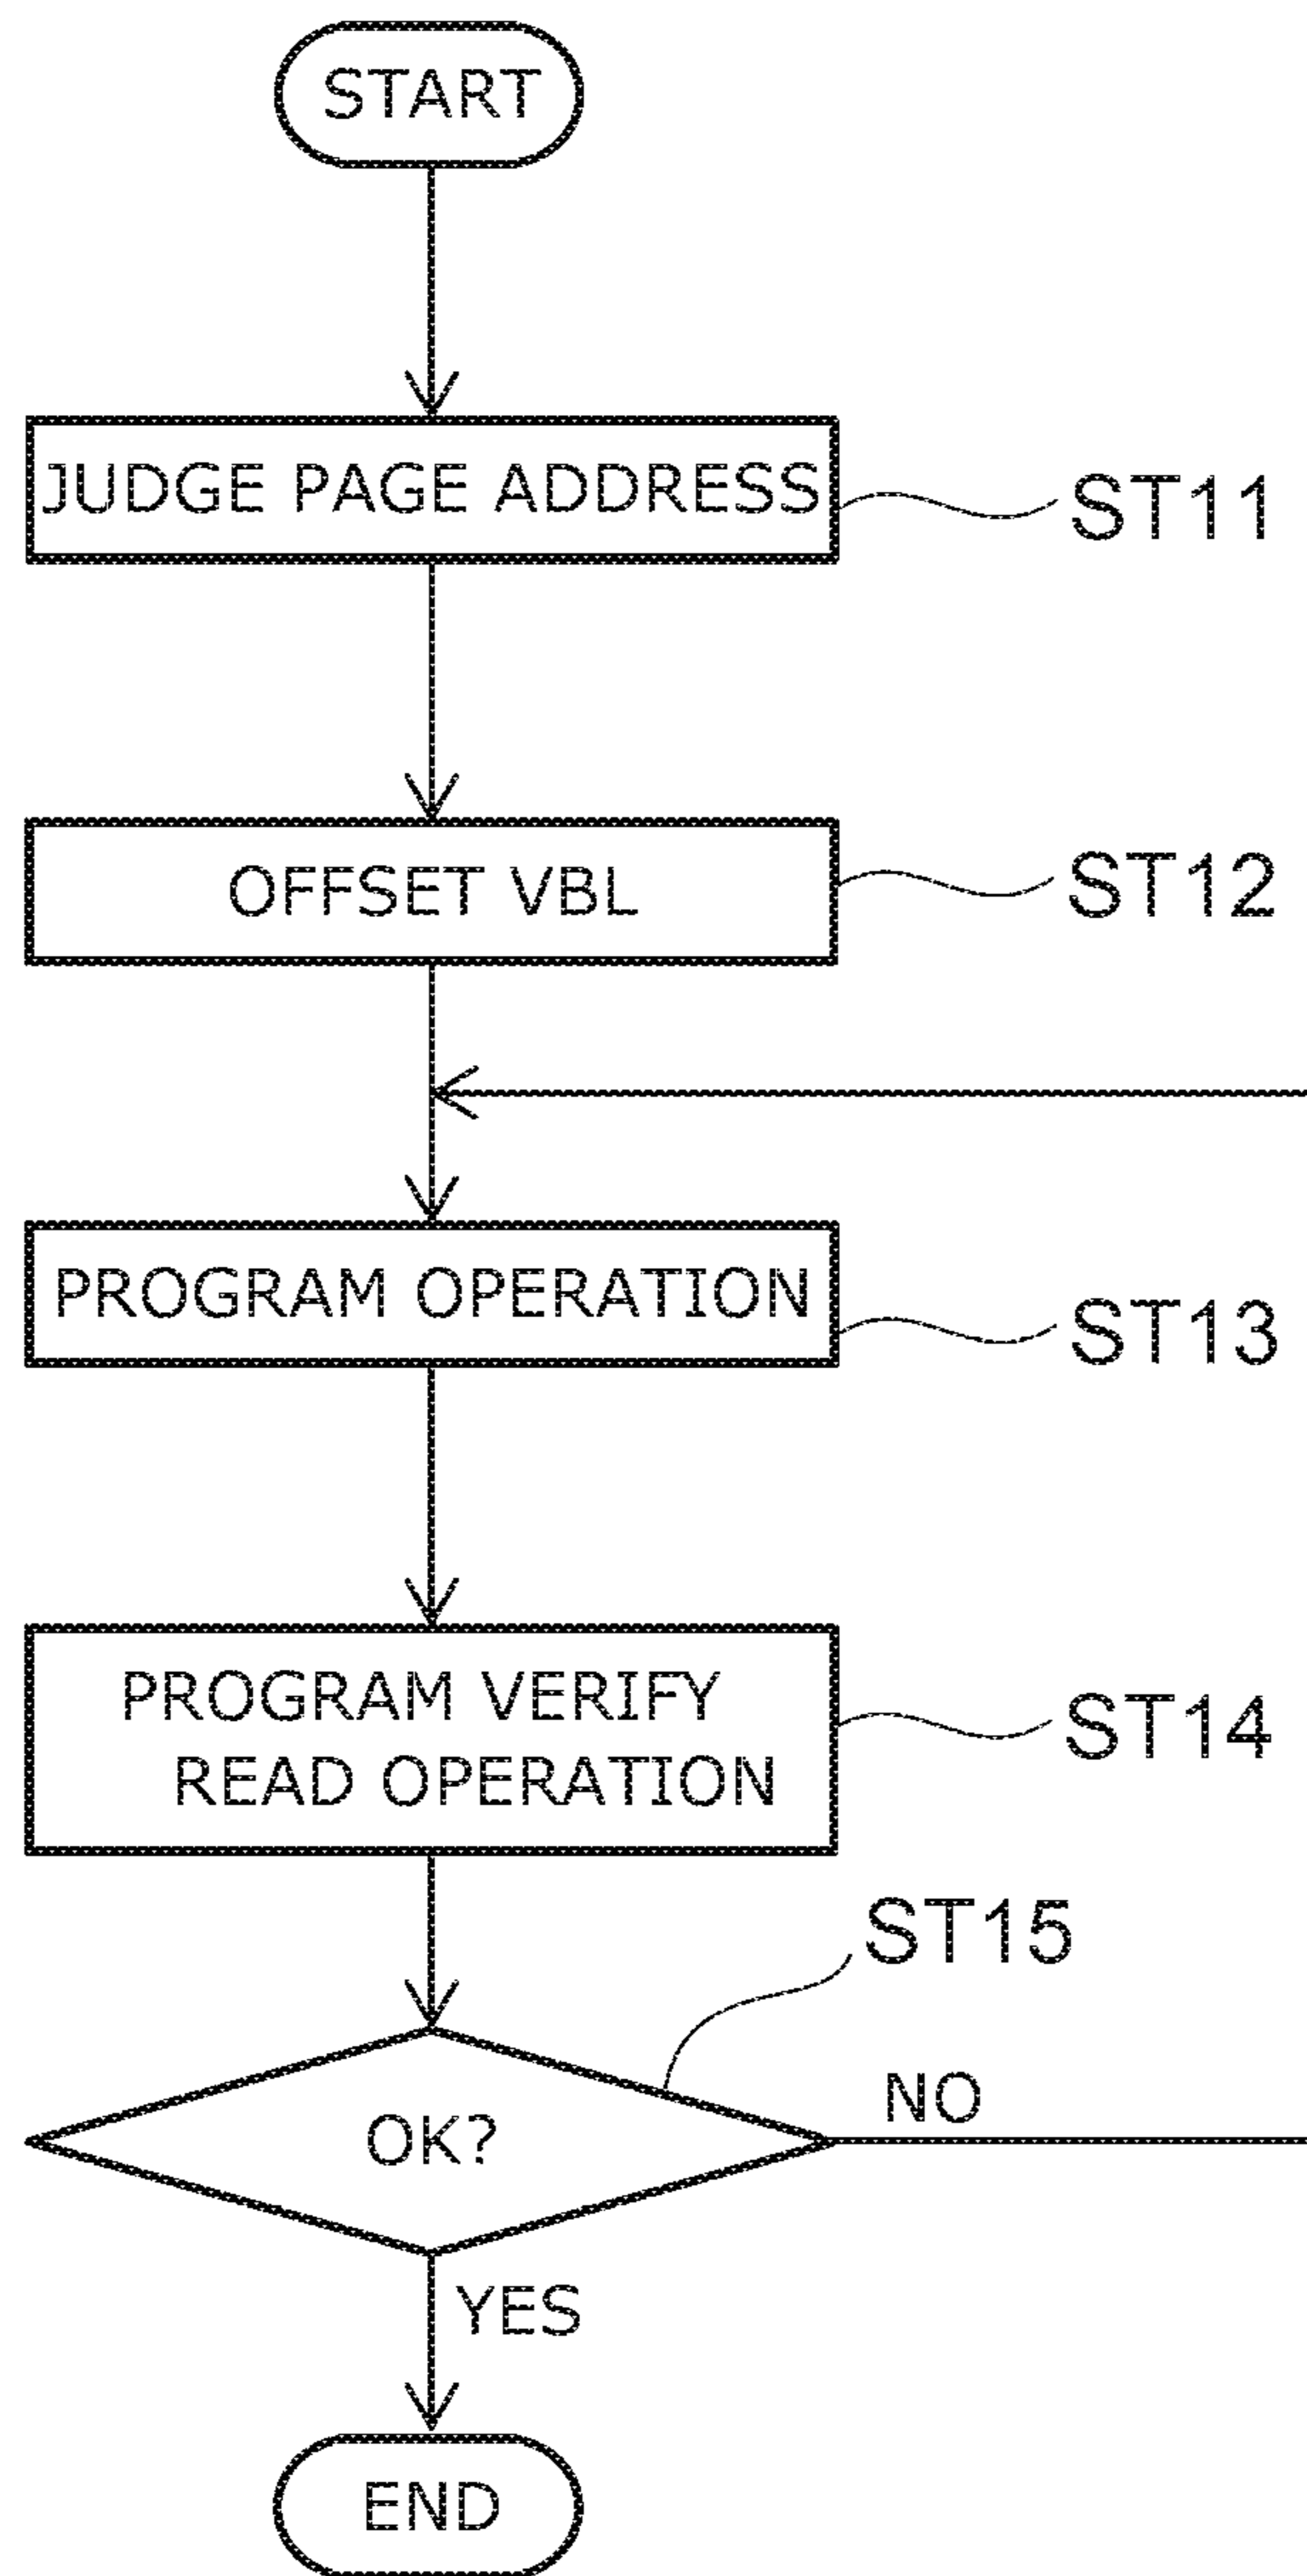 START
JUDGE PAGE ADDRESS
ST11
OFFSET VBL
ST12
PROGRAM OPERATION
ST13
PROGRAM VERIFY
READ OPERATION
ST14
ST15
OK?
NO
YES
END